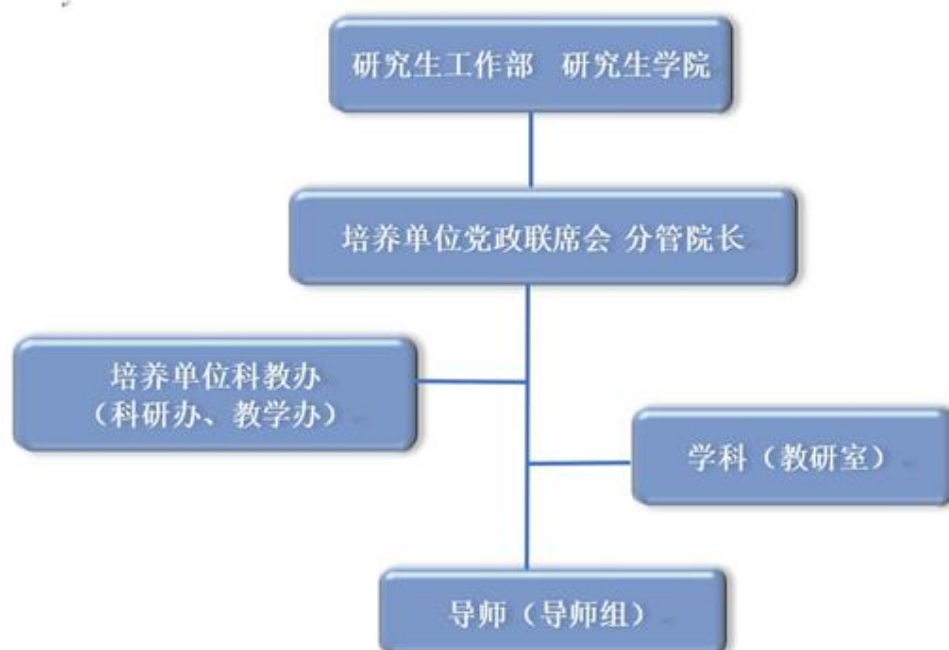 研究生工作部 研究生学院
培养单位党政联席会 分管院长
培养单位科教办
（科研办、教学办）
学科（教研室）
导师（导师组）